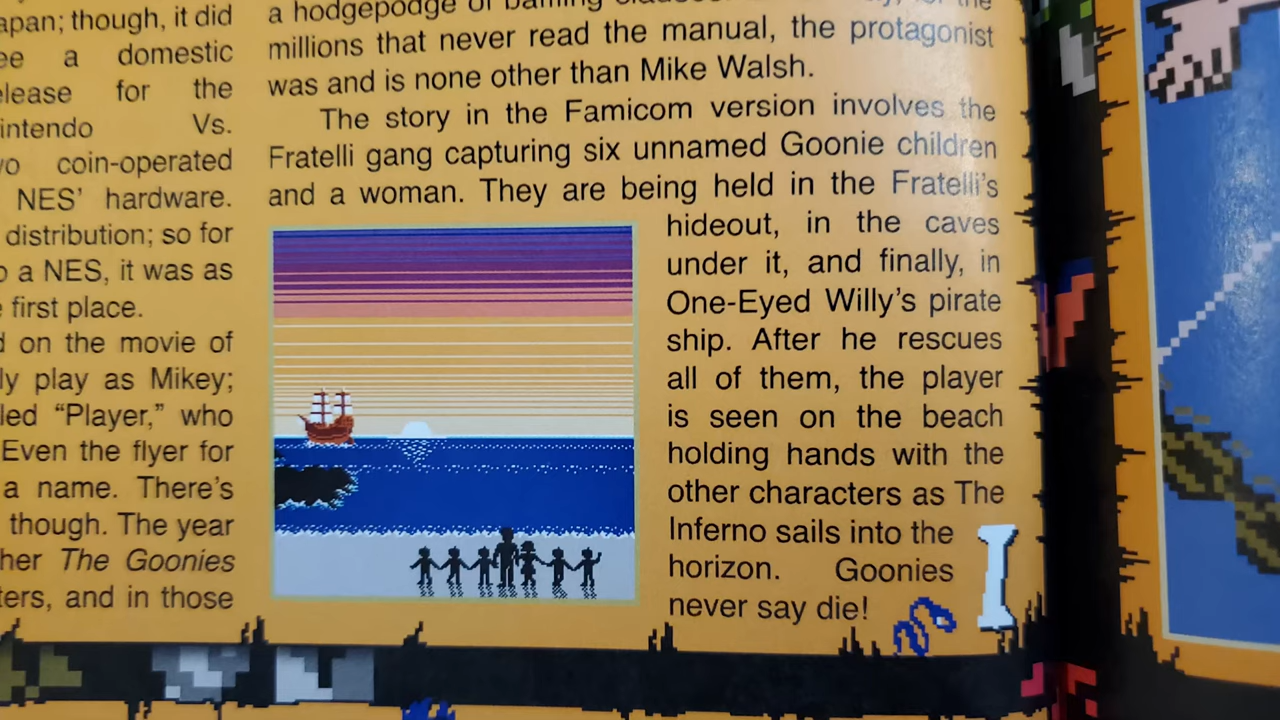 apan; though, it did
ee a domestic
elease for the
intendo Vs.
vo coin-operated
NES' hardware.
distribution; so for
o a NES, it was as
first place.
d on the movie of
ly play as Mikey;
led “Player,” who
Even the flyer for
a name. There's
though. The year
her The Goonies
ters, and in those
a hodgepodge of
millions that never read the manual, the protagonist
was and is none other than Mike Walsh.
The story in the Famicom version involves the
Fratelli gang capturing six unnamed Goonie children
and a woman. They are being held in the Fratelli's
hideout, in the caves
under it, and finally, in
One-Eyed Willy's pirate
ship. After he rescues
all of them, the player
is seen on the beach
holding hands with the
other characters as The
Inferno sails into the
horizon. Goonies
never say die!